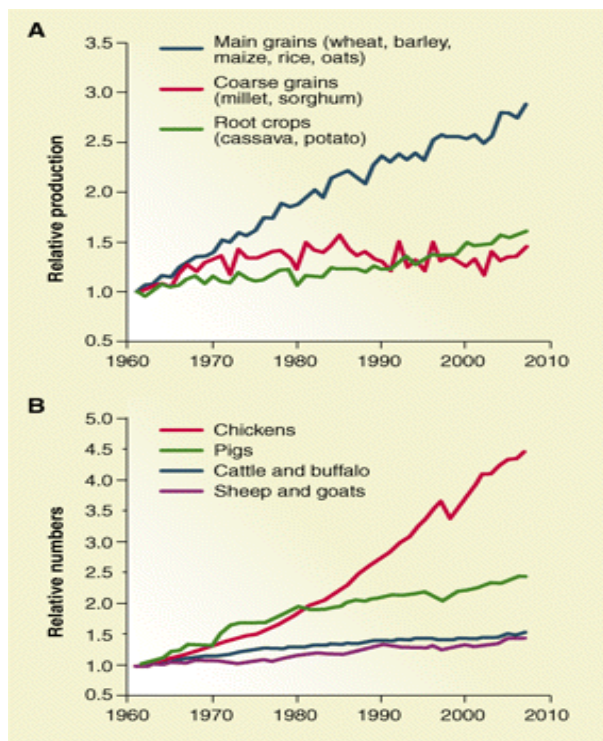 A
3.5
3.0
2.5
2.0
1.5
1.0
0.5
Relative production
Main grains (wheat, barley,
maize, rice, oats)
Coarse grains
(millet, sorghum)
Root crops
(cassava, potato)
1960 1970 1980 1990 2000 2010
B
5.0
4.5
4.0
3.5
3.0
2.5
2.0
1.5
1.0
0.5
Relative numbers
Chickens
Pigs
Cattle and buffalo
Sheep and goats
1960 1970 1980 1990 2000 2010